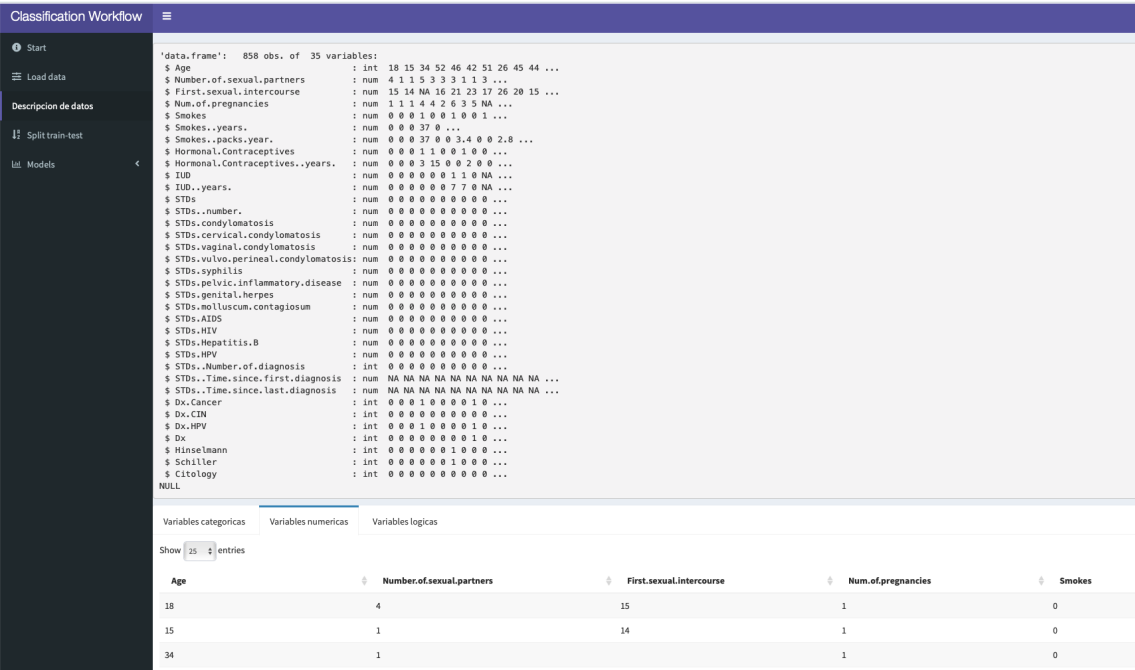 Classification Workflow
Start
Load data
Descripcion de datos
Split train-test
Models
'data.frame': 858 obs. of 35 variables:
$ Age : int 18 15 34 52 46 42 51 26 45 44 ...
$ Number.of.sexual.partners : num 4 1 1 5 3 3 3 1 1 3 ...
$ First.sexual.intercourse : num 15 14 NA 16 21 23 17 26 20 15 ...
$ Num.of.pregnancies : num 1 1 1 4 4 2 6 3 5 NA ...
$ Smokes : num 0 0 0 1 0 0 1 0 0 1 ...
$ Smokes..years. : num 0 0 0 37 0 ...
$ Smokes..packs.year. : num 0 0 0 37 0 0 3.4 0 0 2.8 ...
$ Hormonal.Contraceptives : num 0 0 0 1 1 0 0 1 0 0 ...
$ Hormonal.Contraceptives..years. : num 0 0 0 3 15 0 0 2 0 0 ...
$ IUD : num 0 0 0 0 0 0 1 1 0 NA ...
$ IUD..years. : num 0 0 0 0 0 0 7 7 0 NA ...
$ STDs : num 0 0 0 0 0 0 0 0 0 0 ...
$ STDs..number. : num 0 0 0 0 0 0 0 0 0 0 ...
$ STDs.condylomatosis : num 0 0 0 0 0 0 0 0 0 0 ...
$ STDs.cervical.condylomatosis : num 0 0 0 0 0 0 0 0 0 0 ...
$ STDs.vaginal.condylomatosis : num 0 0 0 0 0 0 0 0 0 0 ...
$ STDs.vulvo.perineal.condylomatosis: num 0 0 0 0 0 0 0 0 0 0 ...
$ STDs.syphilis : num 0 0 0 0 0 0 0 0 0 0 ...
$ STDs.pelvic.inflammatory.disease : num 0 0 0 0 0 0 0 0 0 0 ...
$ STDs.genital.herpes : num 0 0 0 0 0 0 0 0 0 0 ...
$ STDs.molluscum.contagiosum : num 0 0 0 0 0 0 0 0 0 0 ...
$ STDs.AIDS : num 0 0 0 0 0 0 0 0 0 0 ...
$ STDs.HIV : num 0 0 0 0 0 0 0 0 0 0 ...
$ STDs.Hepatitis.B : num 0 0 0 0 0 0 0 0 0 0 ...
$ STDs.HPV : num 0 0 0 0 0 0 0 0 0 0 ...
$ STDs..Number.of.diagnosis : int 0 0 0 0 0 0 0 0 0 0 ...
$ STDs..Time.since.first.diagnosis : num NA NA NA NA NA NA NA NA NA NA ...
$ STDs..Time.since.last.diagnosis : num NA NA NA NA NA NA NA NA NA NA ...
$ Dx.Cancer : int 0 0 0 1 0 0 0 0 1 0 ...
$ Dx.CIN : int 0 0 0 0 0 0 0 0 0 0 ...
$ Dx.HPV : int 0 0 0 1 0 0 0 0 1 0 ...
$ Dx : int 0 0 0 0 0 0 0 0 1 0 ...
$ Hinselmann : int 0 0 0 0 0 0 1 0 0 0 ...
$ Schiller : int 0 0 0 0 0 0 1 0 0 0 ...
$ Citology : int 0 0 0 0 0 0 0 0 0 0 ...
NULL
Variables categoricas Variables numericas Variables logicas
Show 25 entries
Age Number.of.sexual.partners First.sexual.intercourse Num.of.pregnancies Smokes
18 4 15 1 0
15 1 14 1 0
34 1 1 0